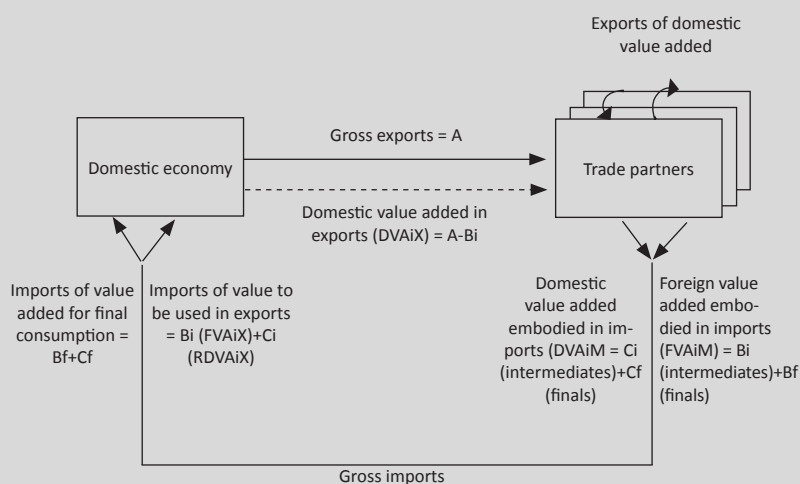 Exports of domestic
value added
Gross exports = A
Domestic economy
Trade partners
Domestic value added in
exports (DVAiX) = A-Bi
Imports of value
added for final
consumption =
Bf+Cf
Imports of value to
be used in exports
= Bi (FVAiX)+Ci
(RDVAiX)
Domestic
value added
embodied in im-
ports (DVAiM = Ci
(intermediates)+Cf
(finals)
Foreign value
added embo-
died in imports
(FVAiM) = Bi
(intermediates)+Bf
(finals)
Gross imports